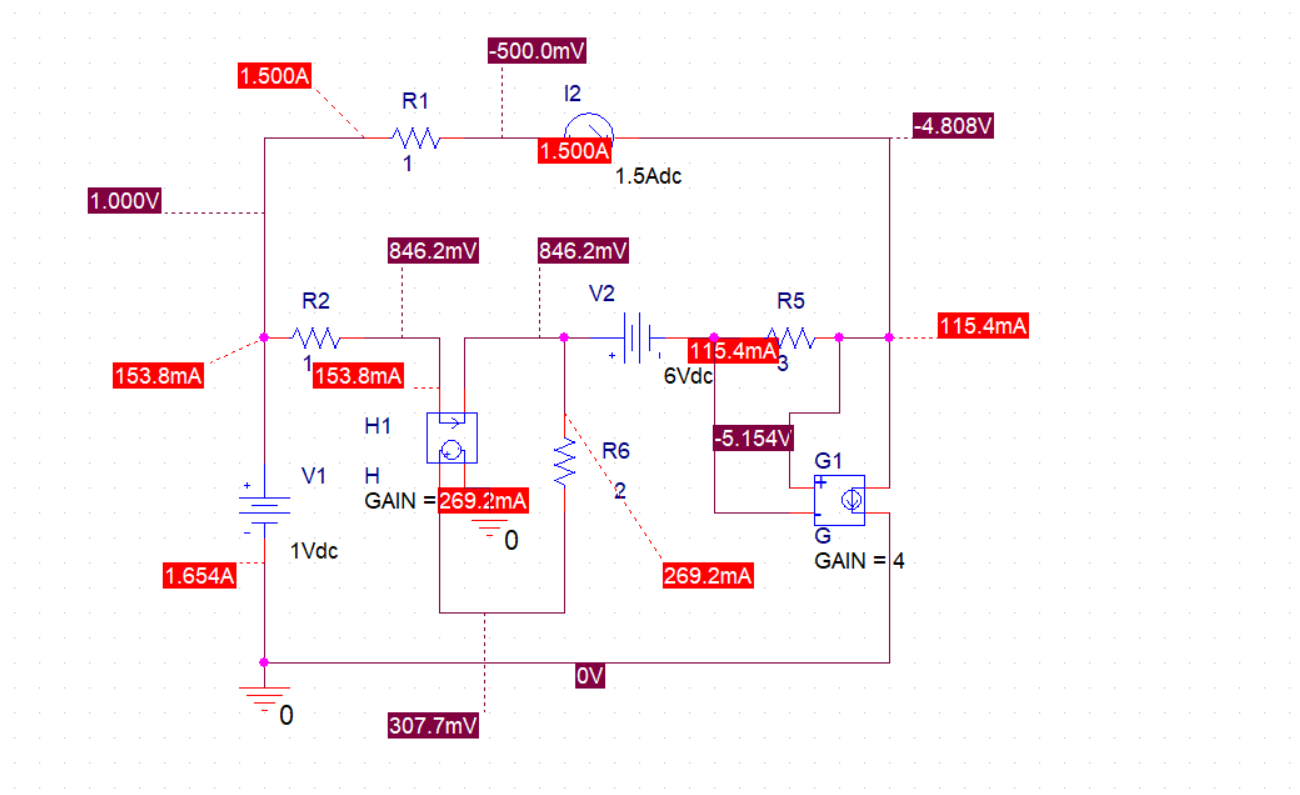 -500.0mV
1.500A
R1
I2
-4.808V
1
1.500A
1.5Adc
1.000V
846.2mV
846.2mV
R2
V2
R5
115.4mA
1
115.4mA
3
153.8mA
153.8mA
6Vdc
H1
-5.154V
R6
G1
V1
H
2
GAIN = 269.2mA
0
G
1Vdc
GAIN = 4
1.654A
269.2mA
0V
0
307.7mV